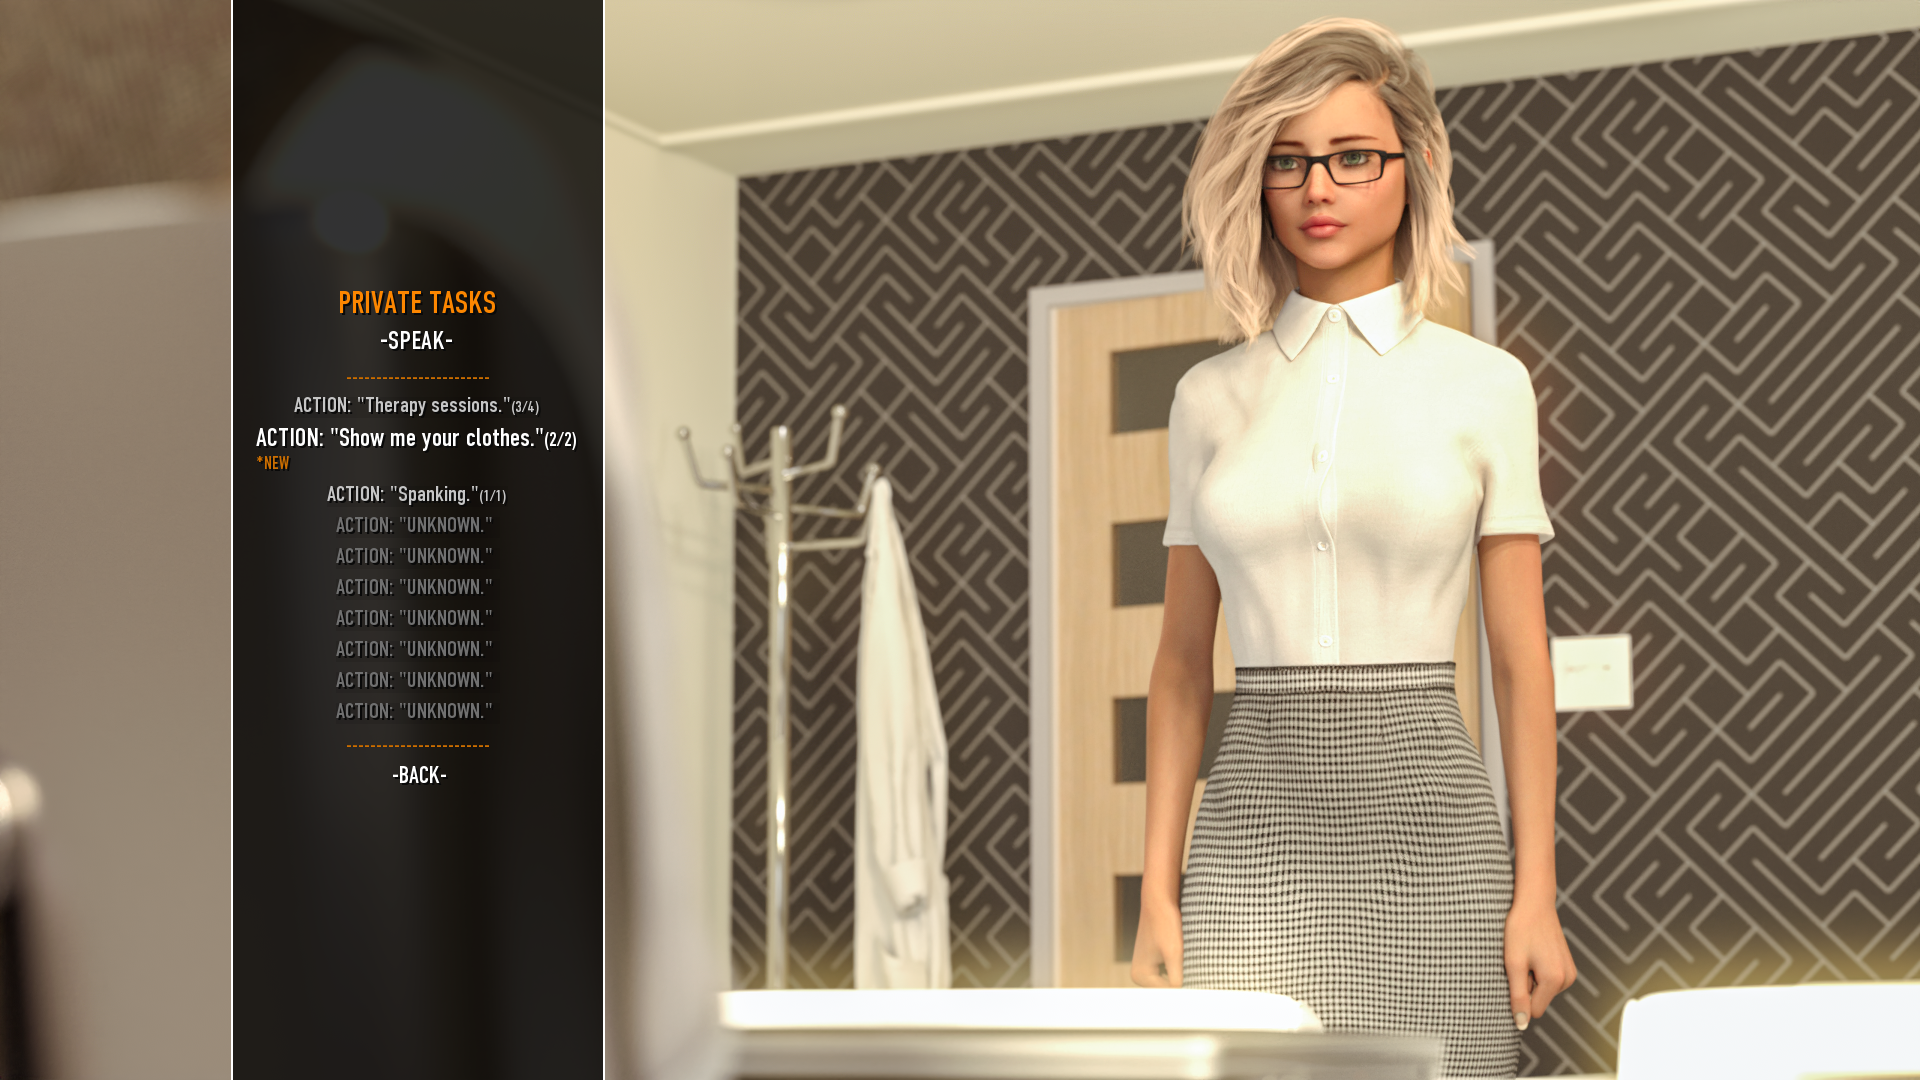 PRIVATE TASKS
-SPEAK-
------------------------
ACTION: "Therapy sessions."(3/4)
ACTION: "Show me your clothes."(2/2)
*NEW
ACTION: "Spanking."(1/1)
ACTION: "UNKNOWN."
ACTION: "UNKNOWN."
ACTION: "UNKNOWN."
ACTION: "UNKNOWN."
ACTION: "UNKNOWN."
ACTION: "UNKNOWN."
ACTION: "UNKNOWN."
------------------------
-BACK-